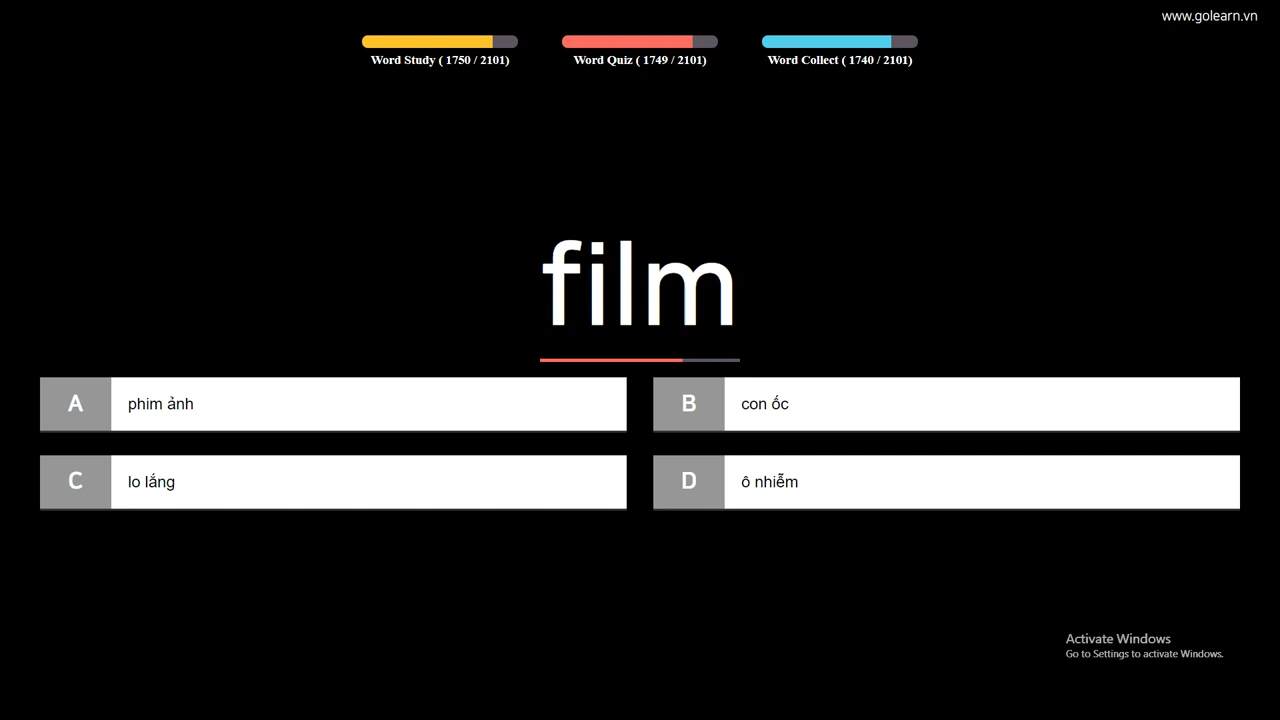 www.golearn.vn
Word Study ( 1750 / 2101)
Word Quiz ( 1749 / 2101)
Word Collect ( 1740 / 2101)
film
A phim ảnh
B con ốc
C lo lắng
D ô nhiễm
Activate Windows
Go to Settings to activate Windows.